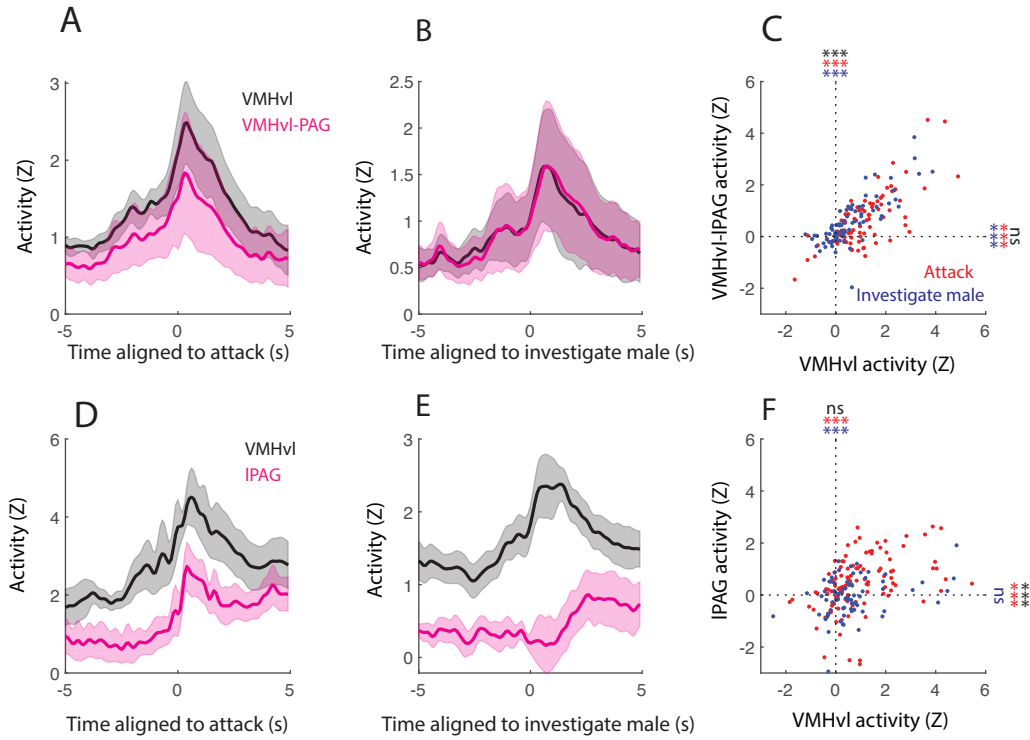 A
3
2
1
0
-5
0
5
Activity (Z)
VMHvl
VMHvl-PAG
Time aligned to attack (s)
B
2.5
2.0
1.5
1.0
0.5
0
-5
0
5
Activity (Z)
Time aligned to investigate male (s)
C
***
***
***
6
4
2
0
-2
-2
0
2
4
6
VMHvl-lPAG activity (Z)
***
***
ns
Attack
Investigate male
VMHvl activity (Z)
D
6
4
2
0
-5
0
5
Activity (Z)
VMHvl
lPAG
Time aligned to attack (s)
E
3
2
1
0
-5
0
5
Activity (Z)
Time aligned to investigate male (s)
F
ns
***
***
6
4
2
0
-2
-2
0
2
4
6
lPAG activity (Z)
ns
***
***
VMHvl activity (Z)